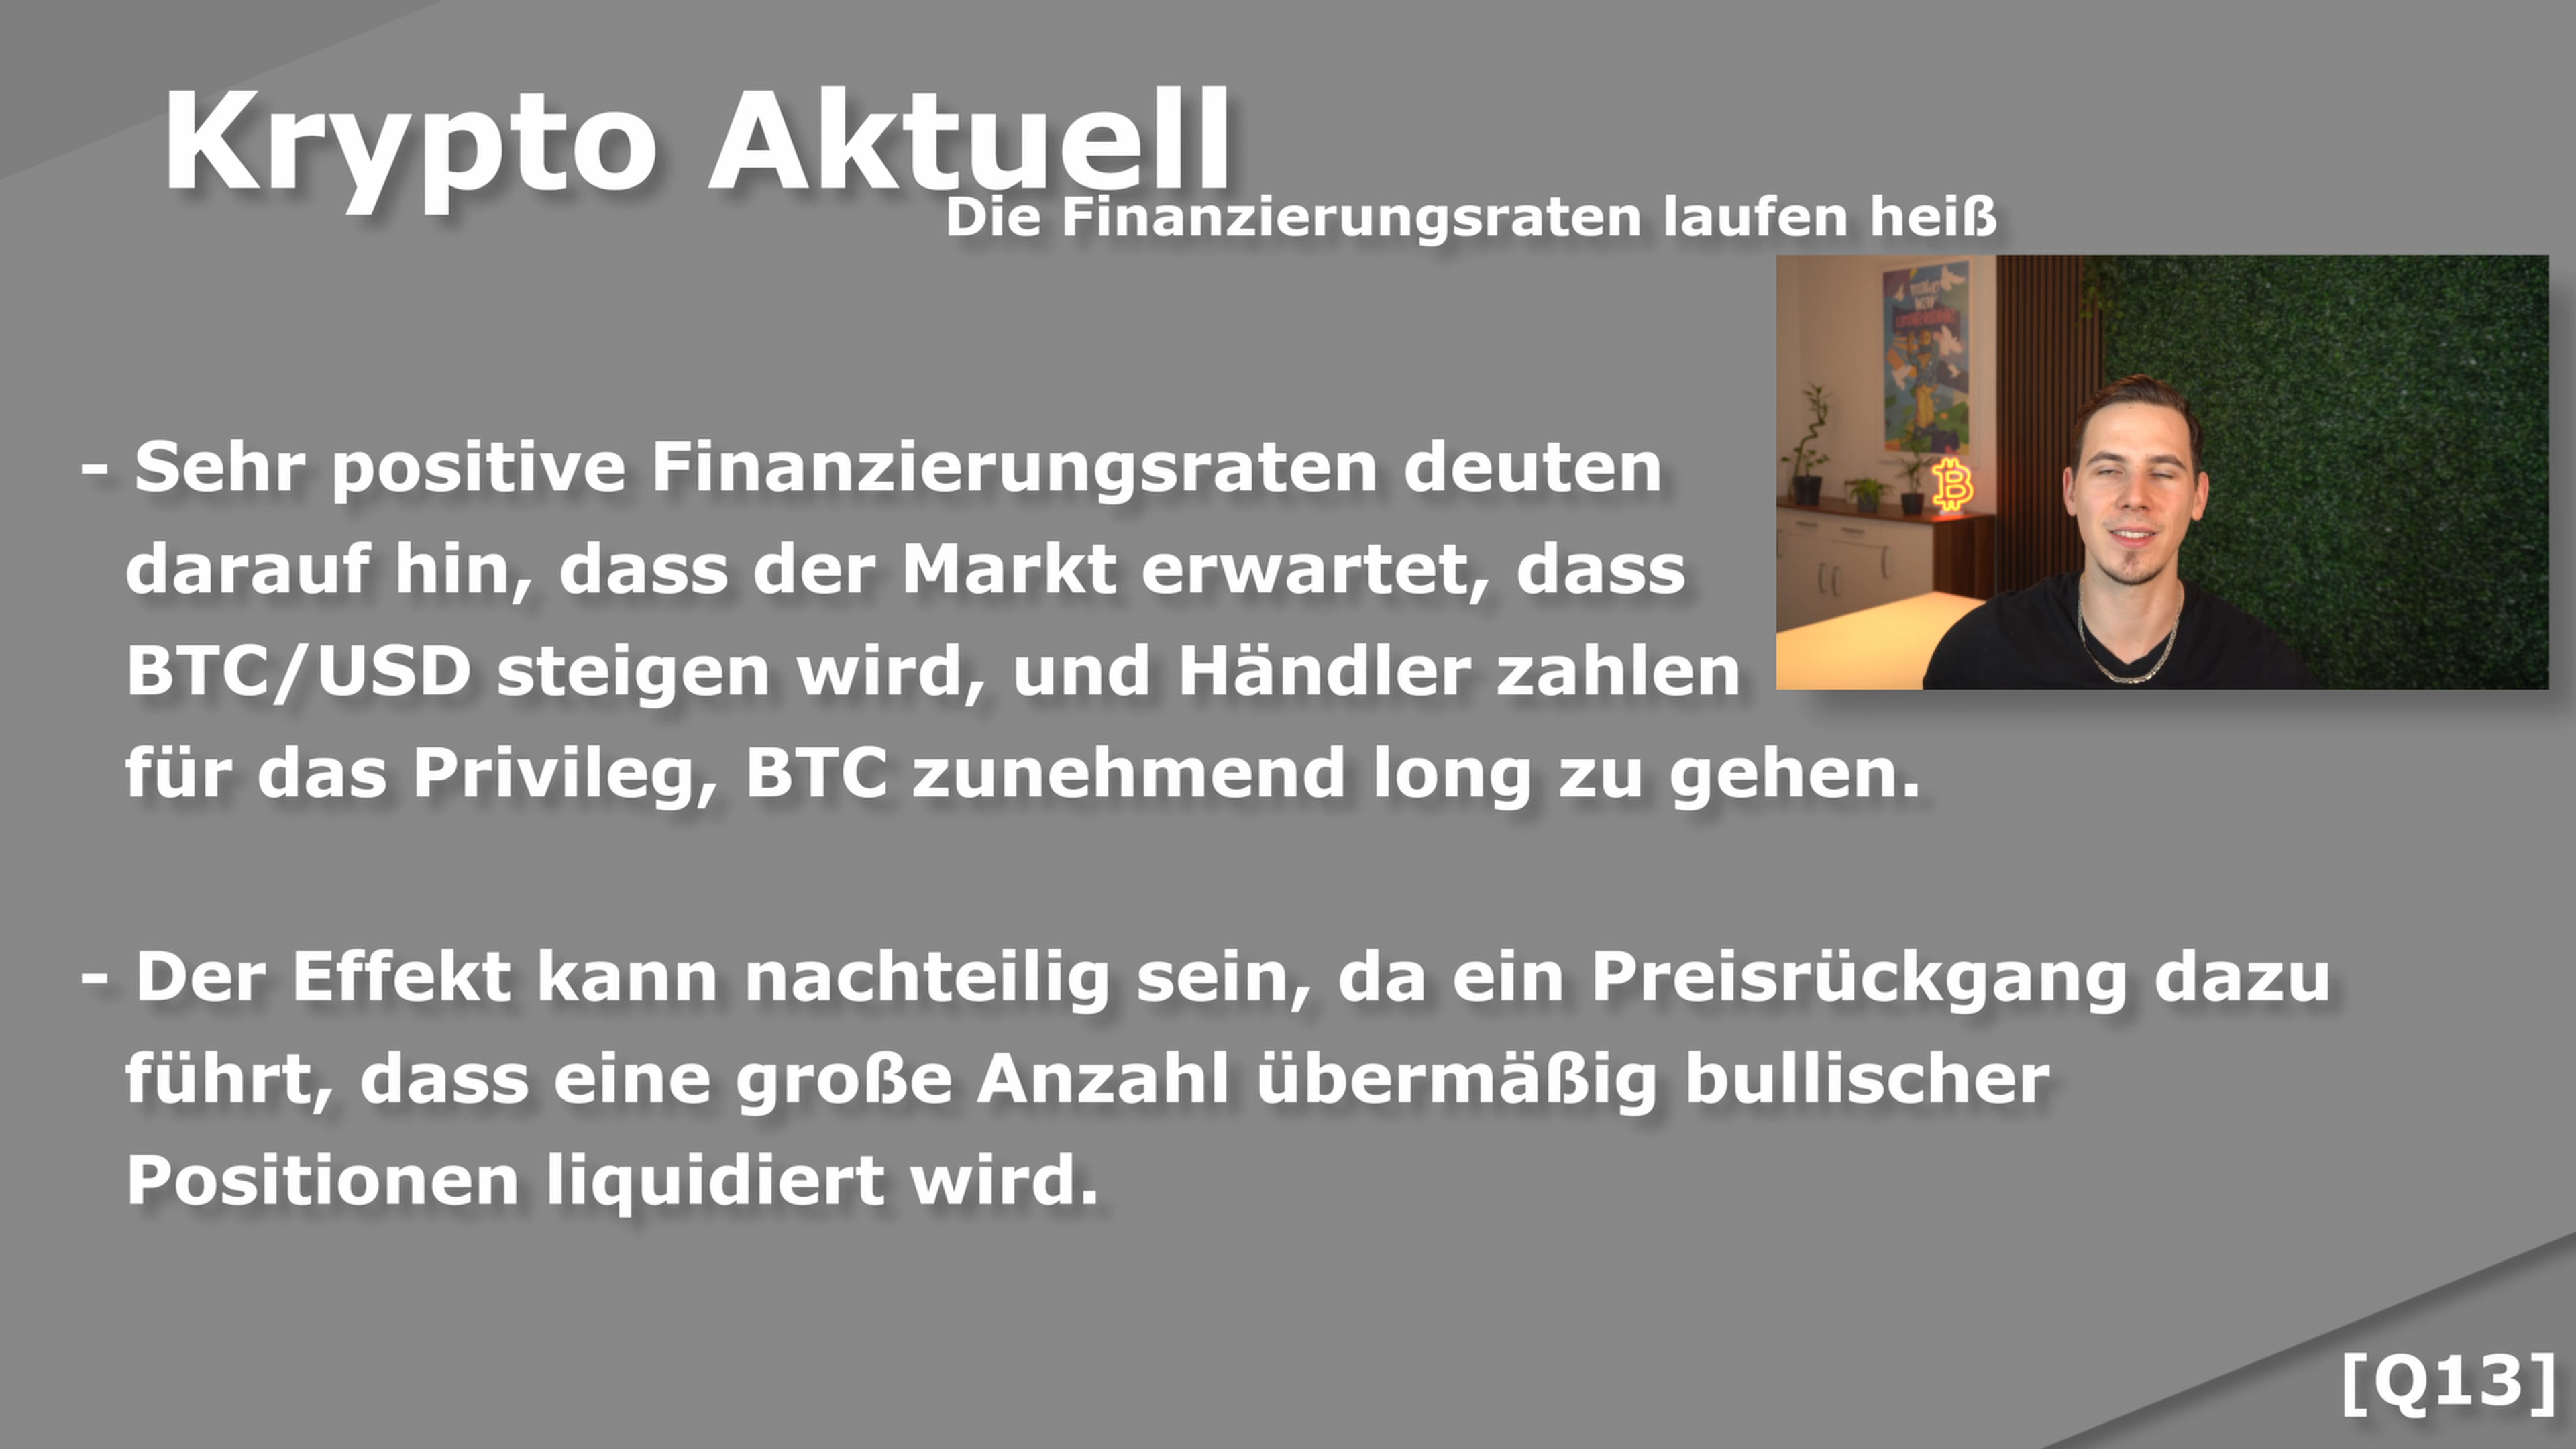 Krypto Aktuell
Die Finanzierungsraten laufen heiß
- Sehr positive Finanzierungsraten deuten
darauf hin, dass der Markt erwartet, dass
BTC/USD steigen wird, und Händler zahlen
für das Privileg, BTC zunehmend long zu gehen.
- Der Effekt kann nachteilig sein, da ein Preisrückgang dazu
führt, dass eine große Anzahl übermäßig bullischer
Positionen liquidiert wird.
[Q13]